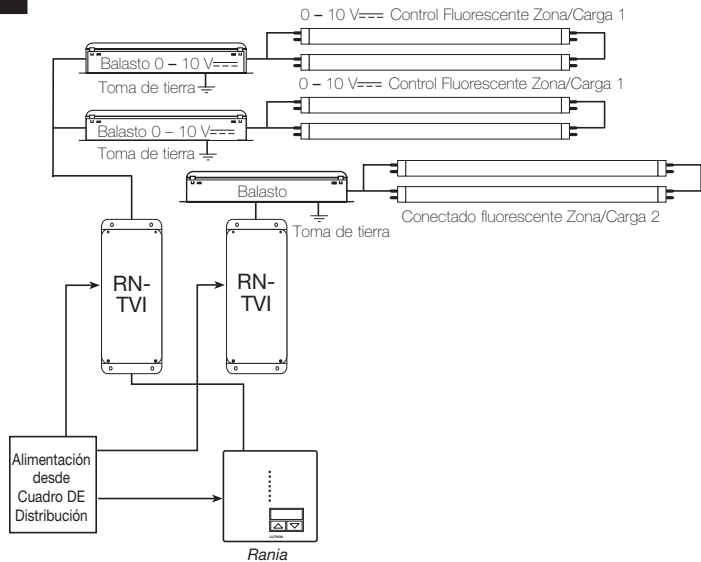 0 – 10 V Control Fluorescente Zona/Carga 1
Balasto 0 – 10 V
Toma de tierra
0 – 10 V Control Fluorescente Zona/Carga 1
Balasto 0 – 10 V
Toma de tierra
Balasto
Conectado fluorescente Zona/Carga 2
Toma de tierra
RN-
TVI
RN-
TVI
Alimentación
desde
Cuadro DE
Distribución
LUTRON
Rania